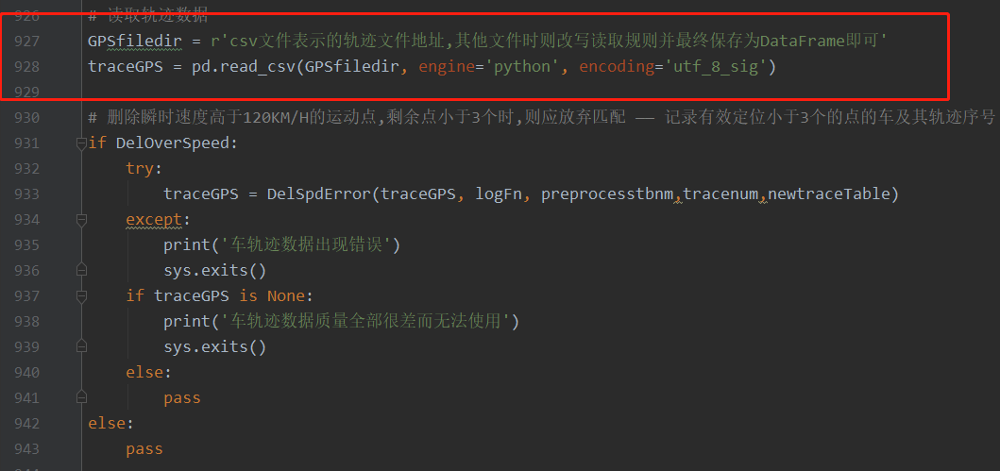 926 # 读取轨迹数据
927 GPSfiledir = r'csv文件表示的轨迹文件地址,其他文件时则改写读取规则并最终保存为DataFrame即可'
928 traceGPS = pd.read_csv(GPSfiledir, engine='python', encoding='utf_8_sig')
929
930 # 删除瞬时速度高于120KM/H的运动点,剩余点小于3个时,则应放弃匹配 —— 记录有效定位小于3个的点的车及其轨迹序号
931 if DelOverSpeed:
932 try:
933 traceGPS = DelSpdError(traceGPS, logFn, preprocesstbnm,tracenum,newtraceTable)
934 except:
935 print('车轨迹数据出现错误')
936 sys.exits()
937 if traceGPS is None:
938 print('车轨迹数据质量全部很差而无法使用')
939 sys.exits()
940 else:
941 pass
942 else:
943 pass